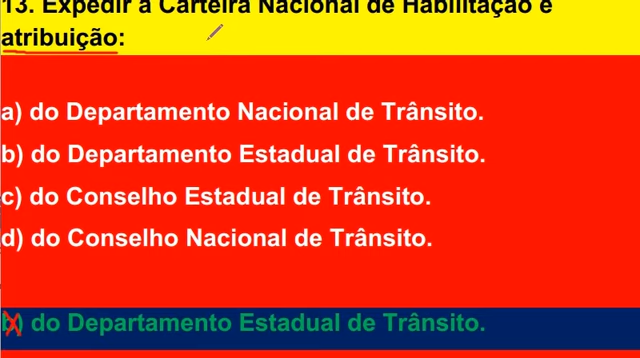 13. Expedir a Carteira Nacional de Habilitação é
atribuição:
a) do Departamento Nacional de Trânsito.
b) do Departamento Estadual de Trânsito.
c) do Conselho Estadual de Trânsito.
d) do Conselho Nacional de Trânsito.
b) do Departamento Estadual de Trânsito.